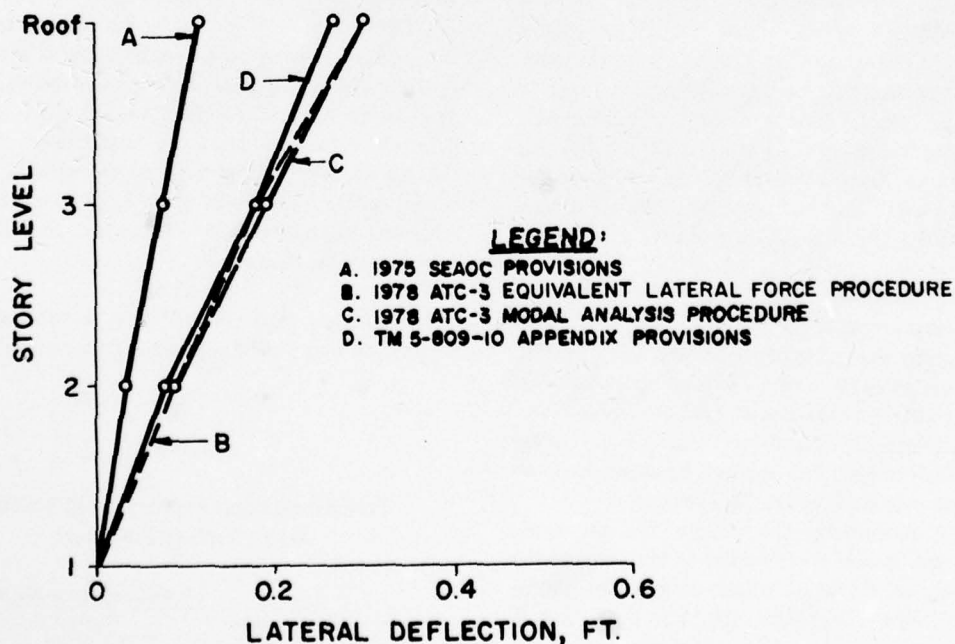 Roof
A
D
C
3
STORY LEVEL
LEGEND:
A. 1975 SEAOC PROVISIONS
B. 1978 ATC-3 EQUIVALENT LATERAL FORCE PROCEDURE
C. 1978 ATC-3 MODAL ANALYSIS PROCEDURE
D. TM 5-809-10 APPENDIX PROVISIONS
2
B
1
0 0.2 0.4 0.6
LATERAL DEFLECTION, FT.